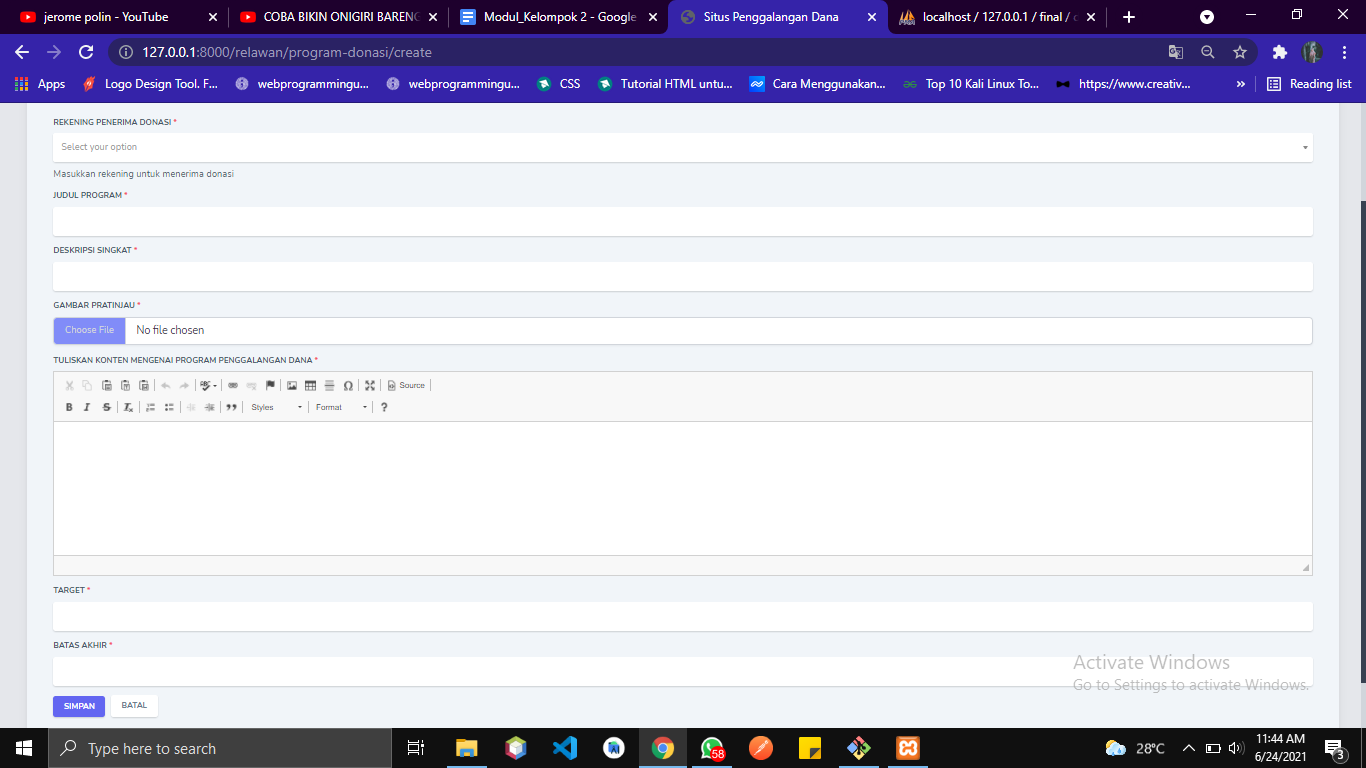 jerome polin - YouTube
COBA BIKIN ONIGIRI BARENG
Modul_Kelompok 2 - Google
Situs Penggalangan Dana
localhost / 127.0.0.1 / final /
127.0.0.1:8000/relawan/program-donasi/create
Apps
Logo Design Tool. F...
webprogrammingu...
webprogrammingu...
CSS
Tutorial HTML untu...
Cara Menggunakan...
Top 10 Kali Linux To...
https://www.creativ...
»
Reading list
REKENING PENERIMA DONASI *
Select your option
Masukkan rekening untuk menerima donasi
JUDUL PROGRAM *
DESKRIPSI SINGKAT *
GAMBAR PRATINJAU *
Choose File No file chosen
TULISKAN KONTEN MENGENAI PROGRAM PENGGALANGAN DANA *
ABC Ω Source
B I S Tx Styles Format ?
TARGET *
BATAS AKHIR *
Activate Windows
Go to Settings to activate Windows.
SIMPAN BATAL
Type here to search
58
28°C
11:44 AM
6/24/2021
3